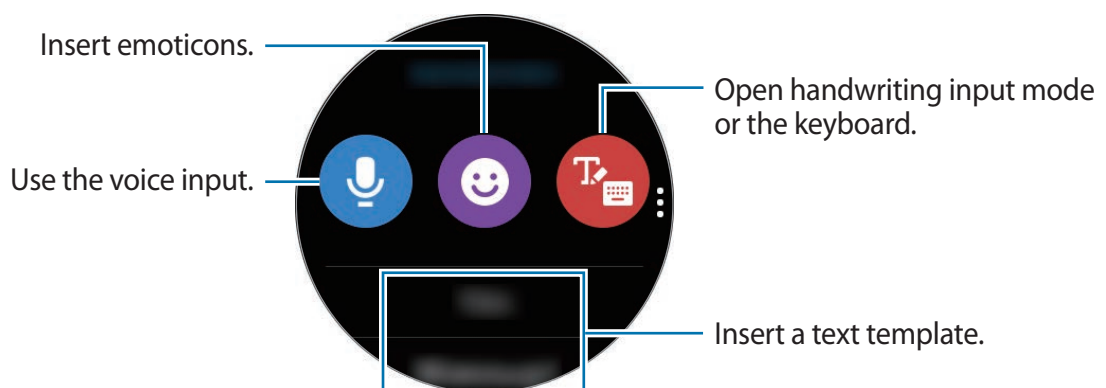 Insert emoticons.
Open handwriting input mode
or the keyboard.
Use the voice input.
Insert a text template.